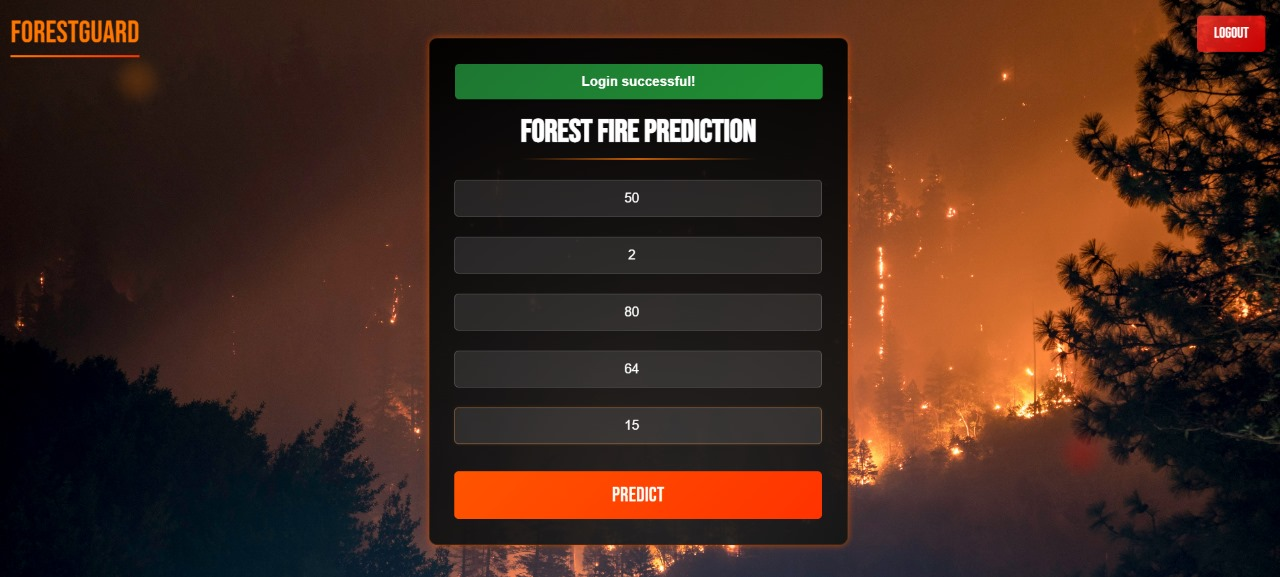 FORESTGUARD
LOGOUT
Login successful!
FOREST FIRE PREDICTION
50
2
80
64
15
PREDICT